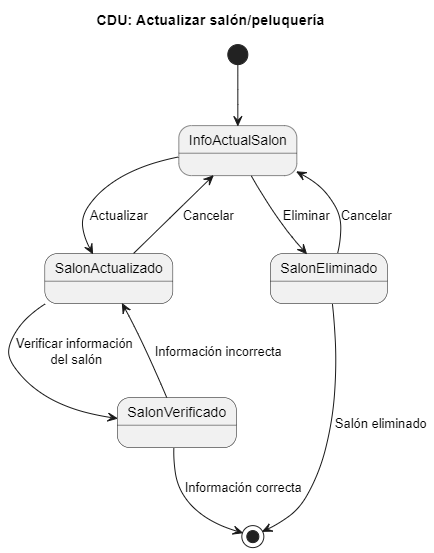 CDU: Actualizar salón/peluquería
InfoActualSalon
Actualizar
Cancelar
Eliminar
Cancelar
SalonActualizado
SalonEliminado
Verificar información
del salón
Información incorrecta
SalonVerificado
Salón eliminado
Información correcta